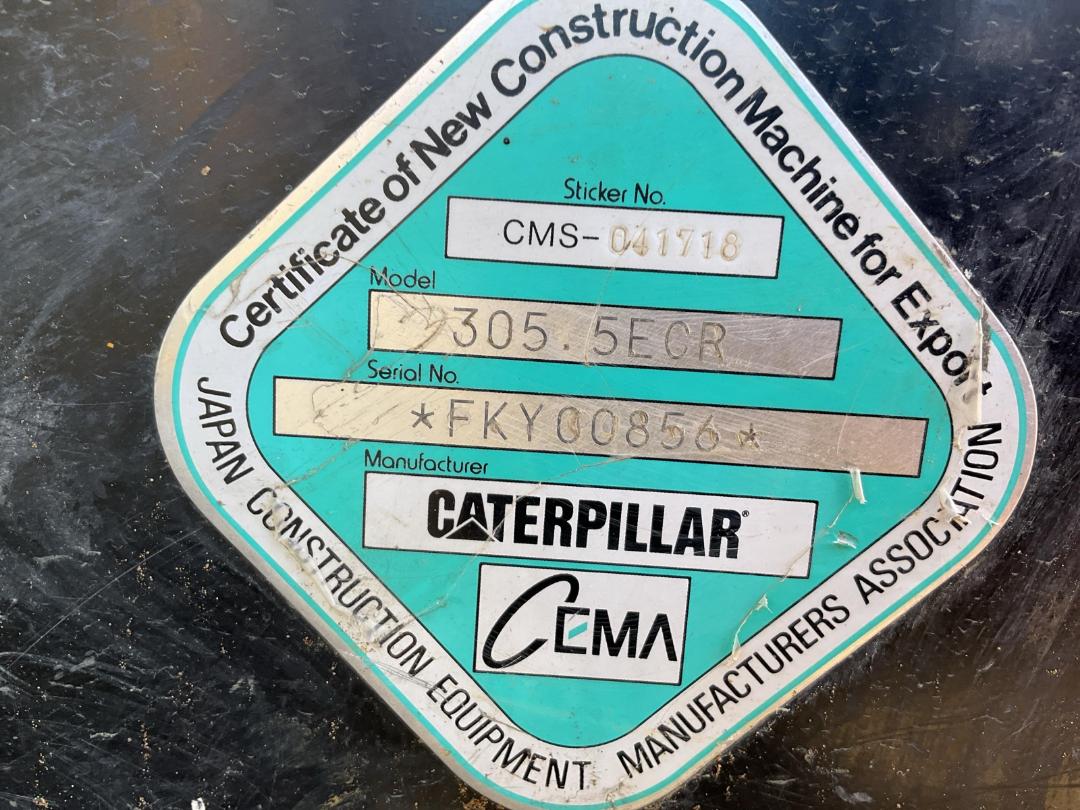 Certificate of New Construction Machine for Export
Sticker No.
CMS-041718
Model
305.5ECR
Serial No.
*FKY00856*
Manufacturer
CATERPILLAR®
CEMA
JAPAN CONSTRUCTION EQUIPMENT MANUFACTURERS ASSOCIATION